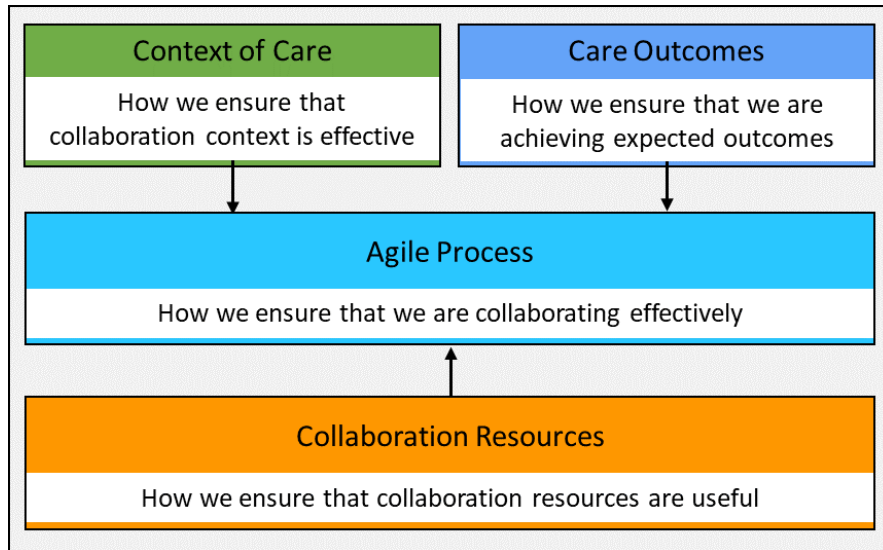 Context of Care
How we ensure that
collaboration context is effective
Care Outcomes
How we ensure that we are
achieving expected outcomes
Agile Process
How we ensure that we are collaborating effectively
Collaboration Resources
How we ensure that collaboration resources are useful